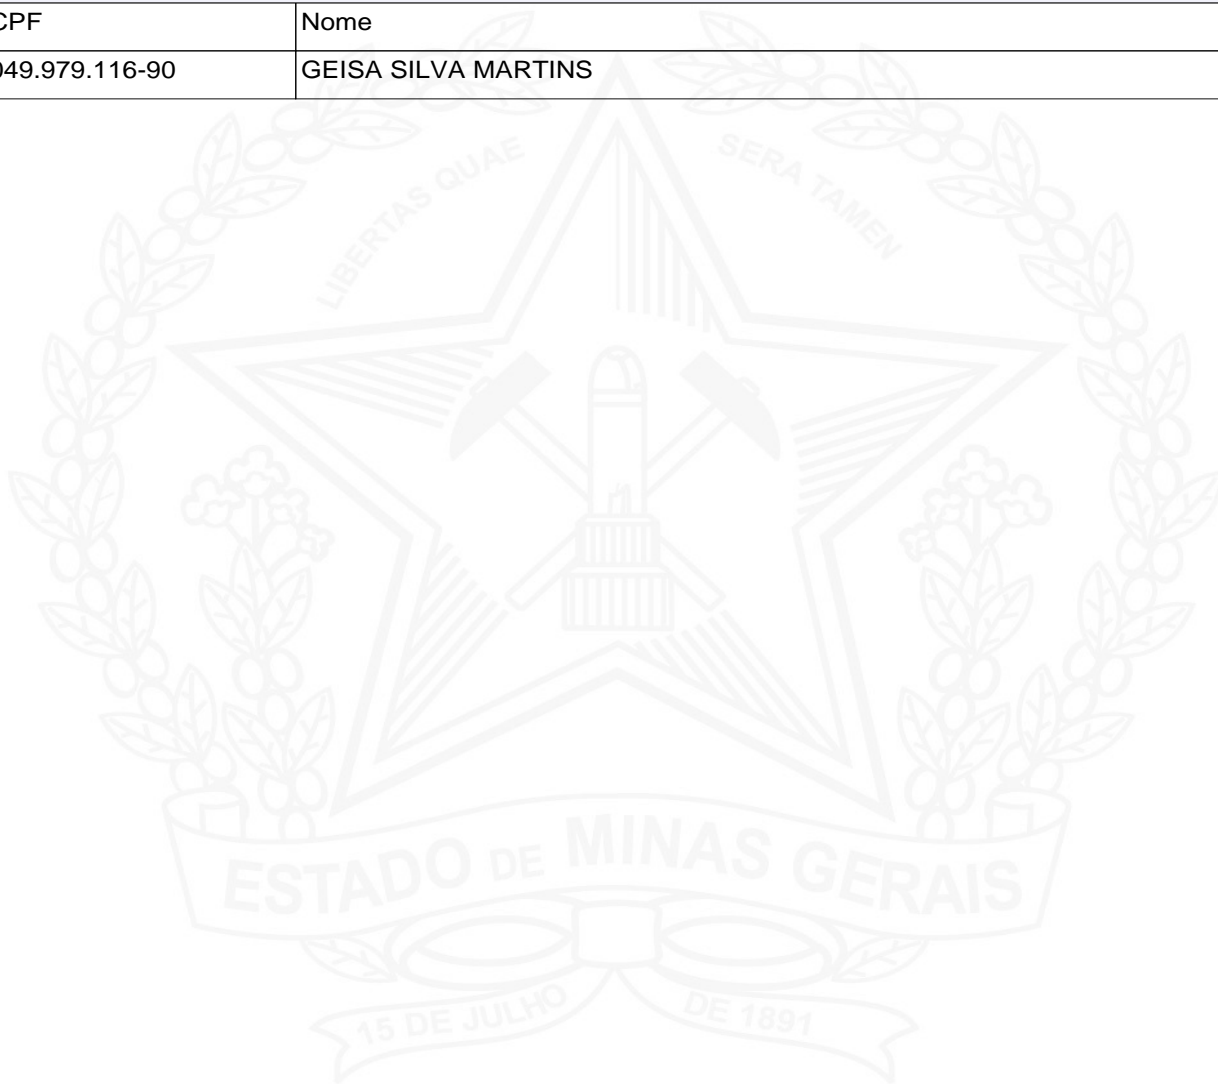 CPF Nome
049.979.116-90 GEISA SILVA MARTINS
LIBERTAS QUAE SERA TAMEN
ESTADO DE MINAS GERAIS
15 DE JULHO DE 1891